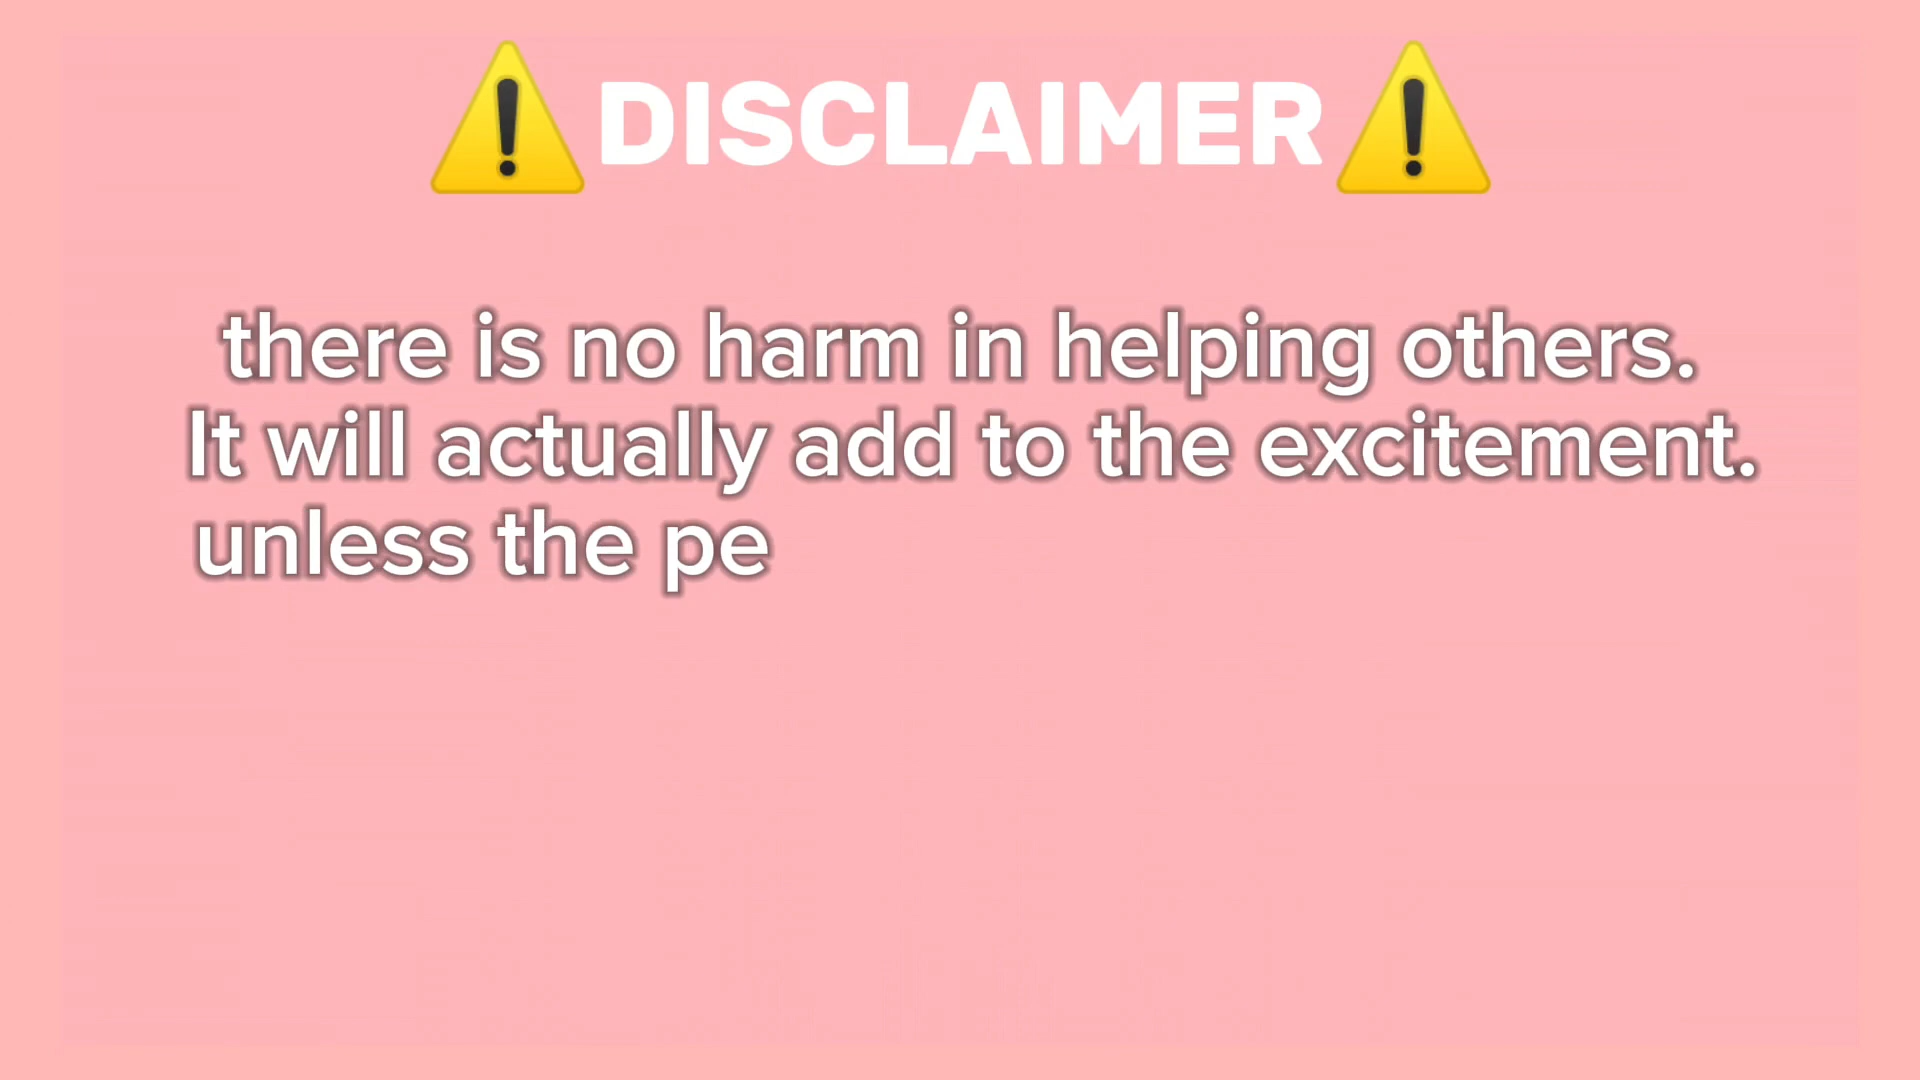 ⚠️DISCLAIMER⚠️
there is no harm in helping others.
It will actually add to the excitement.
unless the pe